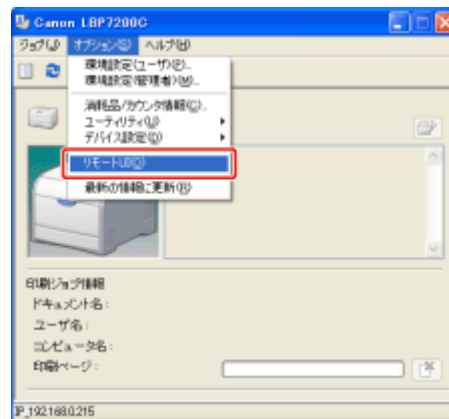 Canon LBP7200C
ジョブ(J) オプション(S) ヘルプ(H)
環境設定(ユーザ)(P)...
環境設定(管理者)(M)...
消耗品/カウンタ情報(C)...
ユーティリティ(U)
デバイス設定(D)
リモートUI(O)
最新の情報に更新(R)
印刷ジョブ情報
ドキュメント名:
ユーザ名:
コンピュータ名:
印刷ページ:
IP_192.168.0.215